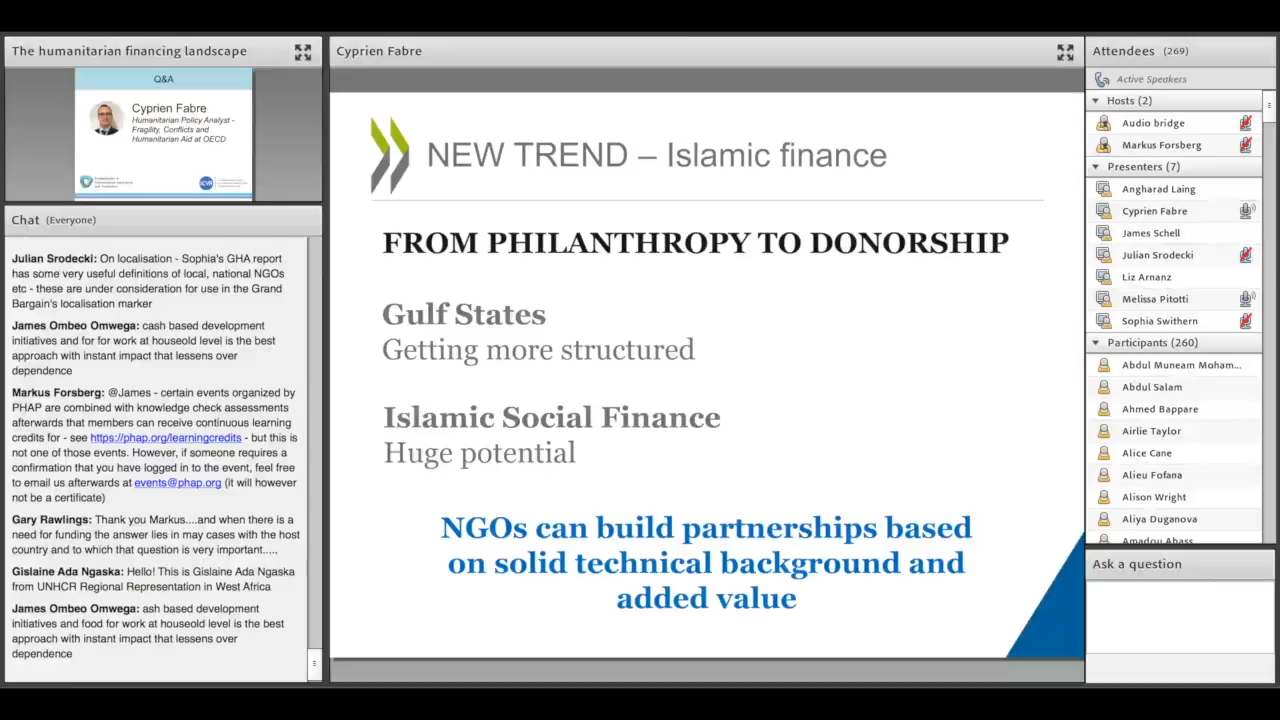 The humanitarian financing landscape
Q&A
Cyprien Fabre
Humanitarian Policy Analyst -
Fragility, Conflicts and
Humanitarian Aid at OECD
ICVA
Chat (Everyone)
Julian Srodecki: On localisation - Sophia's GHA report
has some very useful definitions of local, national NGOs
etc - these are under consideration for use in the Grand
Bargain's localisation marker
James Ombeo Omwega: cash based development
initiatives and for for work at houseold level is the best
approach with instant impact that lessens over
dependence
Markus Forsberg: @James - certain events organized by
PHAP are combined with knowledge check assessments
afterwards that members can receive continuous learning
credits for - see https://phap.org/learningcredits - but this is
not one of those events. However, if someone requires a
confirmation that you have logged in to the event, feel free
to email us afterwards at events@phap.org (it will however
not be a certificate)
Gary Rawlings: Thank you Markus....and when there is a
need for funding the answer lies in may cases with the host
country and to which that question is very important.....
Gislaine Ada Ngaska: Hello! This is Gislaine Ada Ngaska
from UNHCR Regional Representation in West Africa
James Ombeo Omwega: ash based development
initiatives and food for work at houseold level is the best
approach with instant impact that lessens over
dependence
Cyprien Fabre
NEW TREND – Islamic finance
FROM PHILANTHROPY TO DONORSHIP
Gulf States
Getting more structured
Islamic Social Finance
Huge potential
NGOs can build partnerships based
on solid technical background and
added value
Attendees (269)
Active Speakers
Hosts (2)
Audio bridge
Markus Forsberg
Presenters (7)
Angharad Laing
Cyprien Fabre
James Schell
Julian Srodecki
Liz Arnanz
Melissa Pitotti
Sophia Swithern
Participants (260)
Abdul Muneam Moham...
Abdul Salam
Ahmed Bappare
Airlie Taylor
Alice Cane
Alieu Fofana
Alison Wright
Aliya Duganova
Amadou Abass
Ask a question